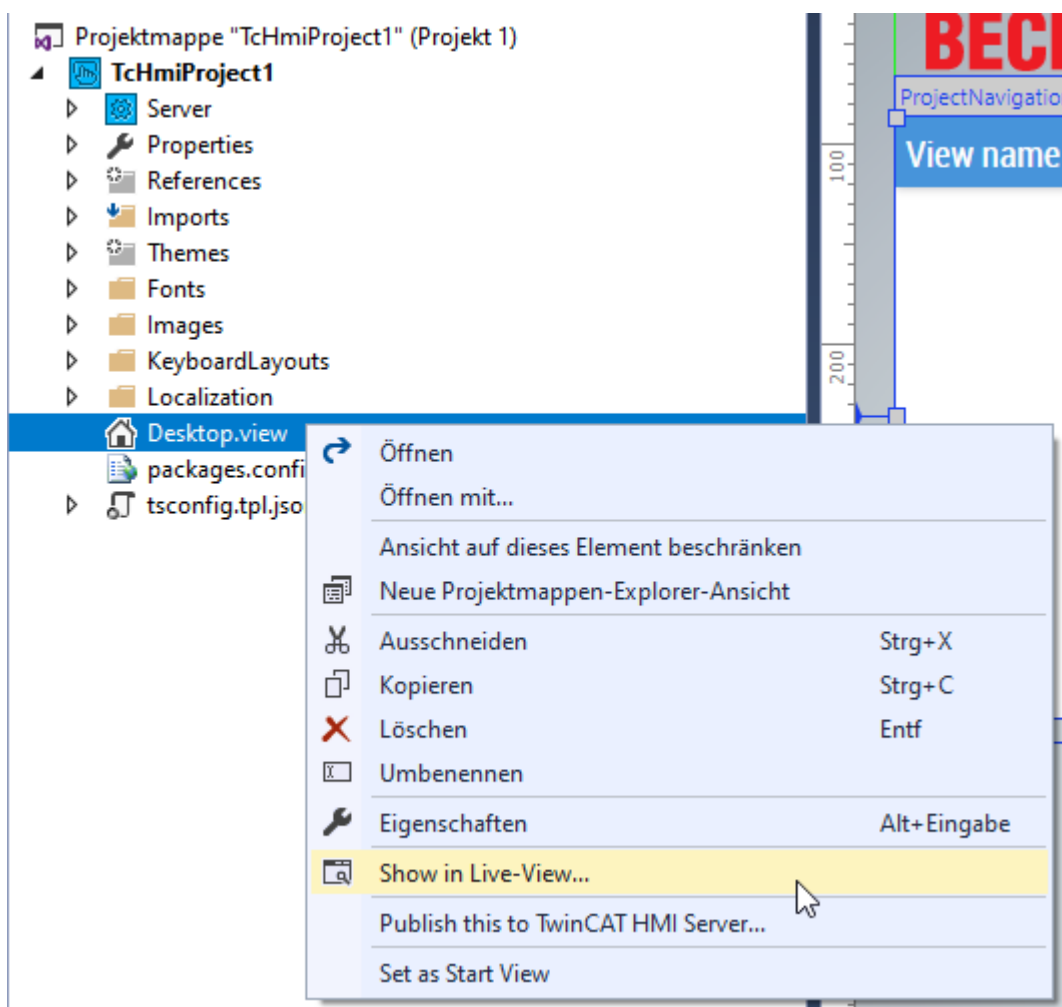 Projektmappe "TcHmiProject1" (Projekt 1)
TcHmiProject1
Server
Properties
References
Imports
Themes
Fonts
Images
KeyboardLayouts
Localization
Desktop.view
packages.confi
tsconfig.tpl.jso
Öffnen
Öffnen mit...
Ansicht auf dieses Element beschränken
Neue Projektmappen-Explorer-Ansicht
Ausschneiden Strg+X
Kopieren Strg+C
Löschen Entf
Umbenennen
Eigenschaften Alt+Eingabe
Show in Live-View...
Publish this to TwinCAT HMI Server...
Set as Start View
BEC
ProjectNavigatio
View name
100
200